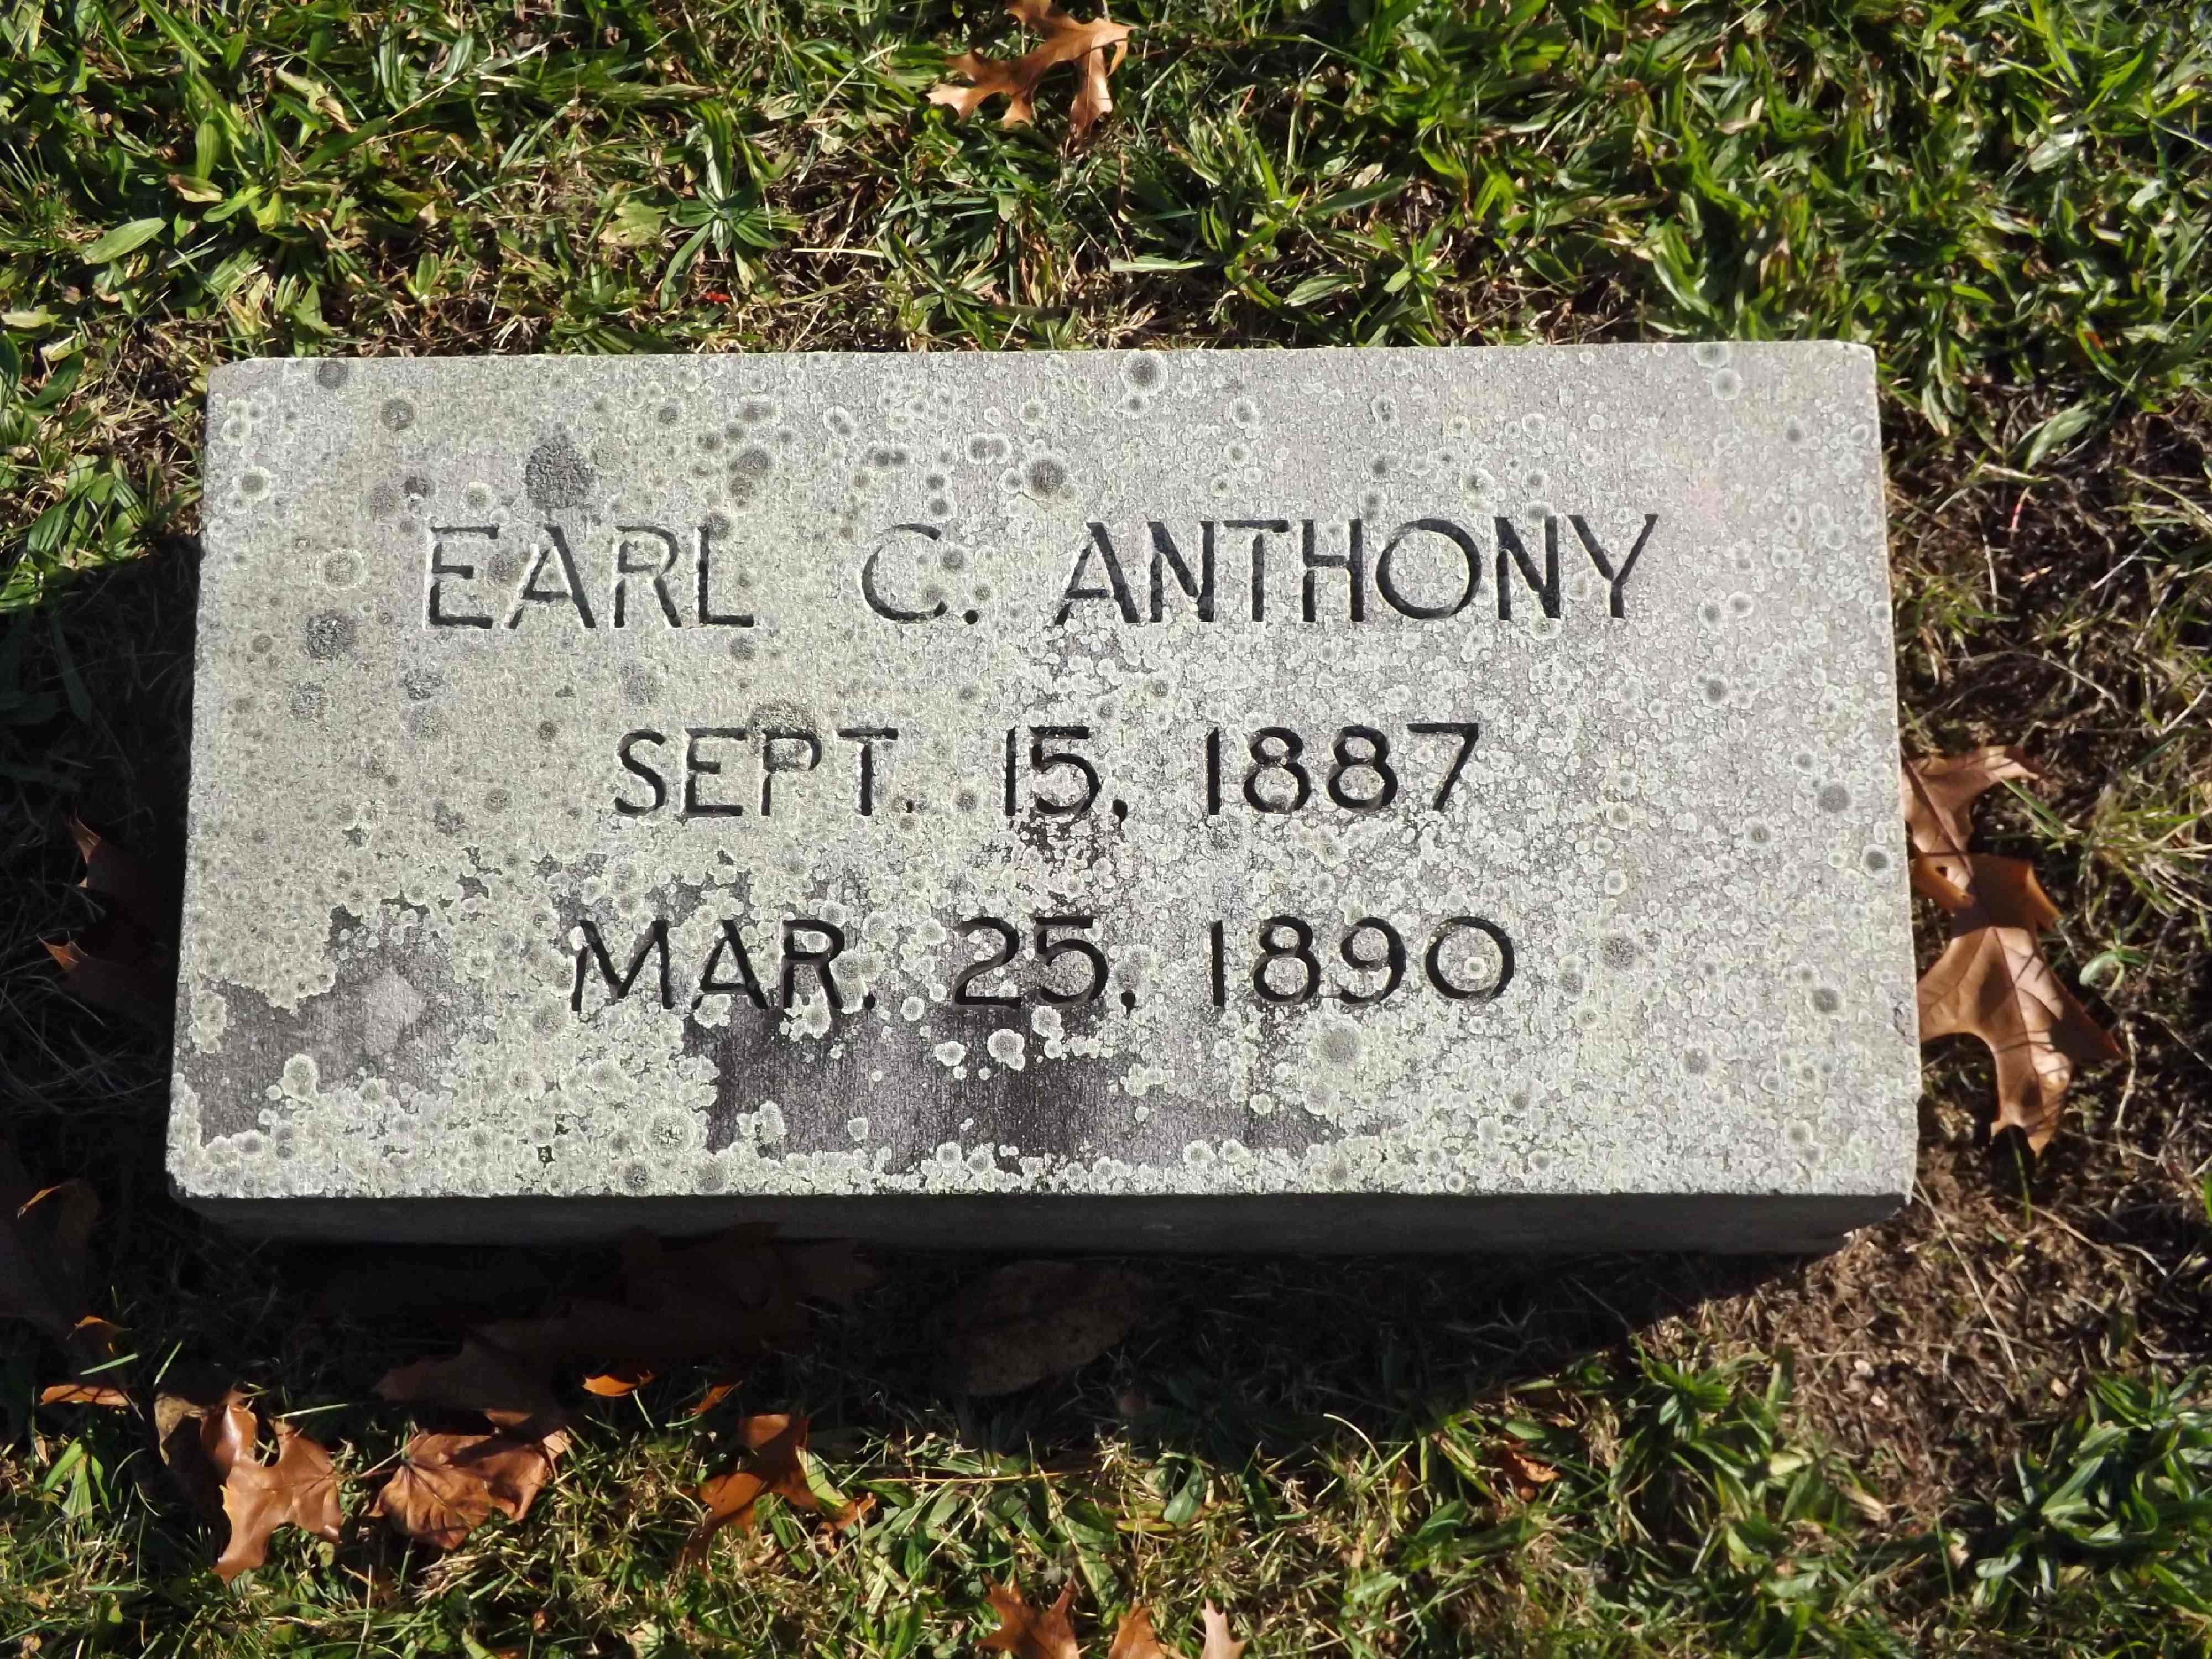 EARL C. ANTHONY
SEPT. 15, 1887
MAR. 25, 1890